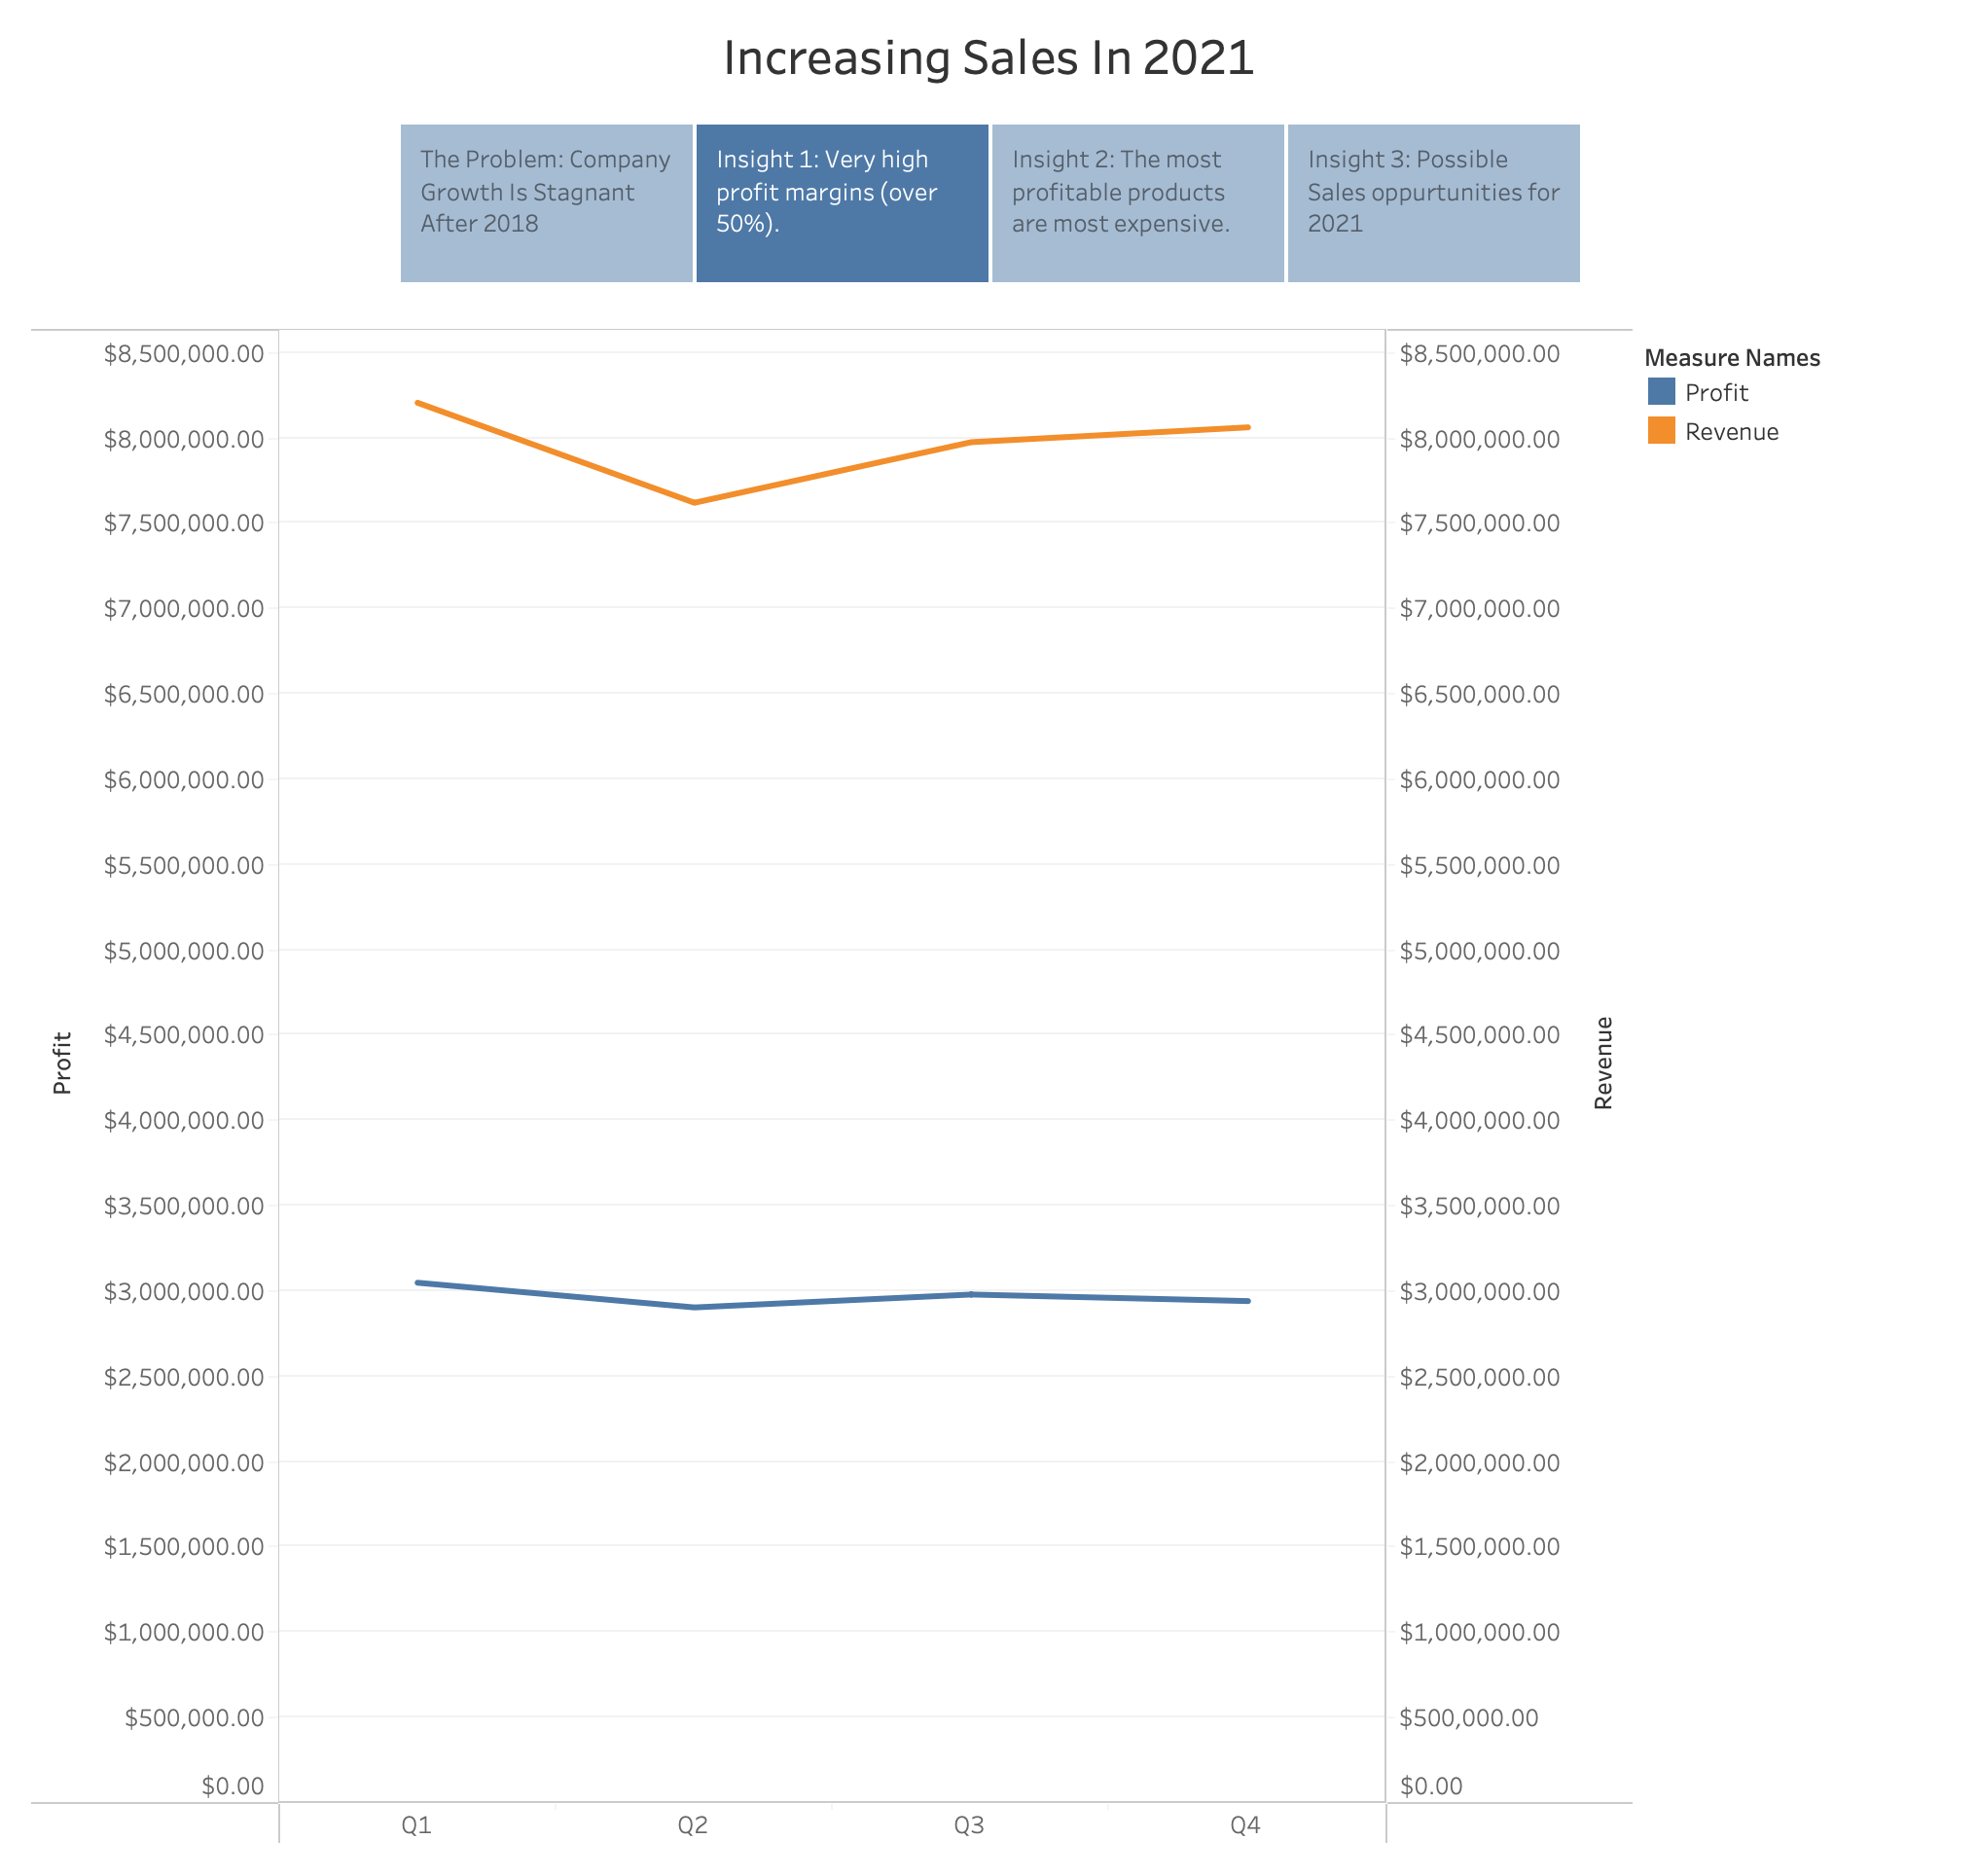 Increasing Sales In 2021
The Problem: Company
Growth Is Stagnant
After 2018
Insight 1: Very high
profit margins (over
50%).
Insight 2: The most
profitable products
are most expensive.
Insight 3: Possible
Sales oppurtunities for
2021
$8,500,000.00
$8,000,000.00
$7,500,000.00
$7,000,000.00
$6,500,000.00
$6,000,000.00
$5,500,000.00
$5,000,000.00
$4,500,000.00
$4,000,000.00
$3,500,000.00
$3,000,000.00
$2,500,000.00
$2,000,000.00
$1,500,000.00
$1,000,000.00
$500,000.00
$0.00
Profit
Q1
Q2
Q3
Q4
$8,500,000.00
$8,000,000.00
$7,500,000.00
$7,000,000.00
$6,500,000.00
$6,000,000.00
$5,500,000.00
$5,000,000.00
$4,500,000.00
$4,000,000.00
$3,500,000.00
$3,000,000.00
$2,500,000.00
$2,000,000.00
$1,500,000.00
$1,000,000.00
$500,000.00
$0.00
Revenue
Measure Names
Profit
Revenue